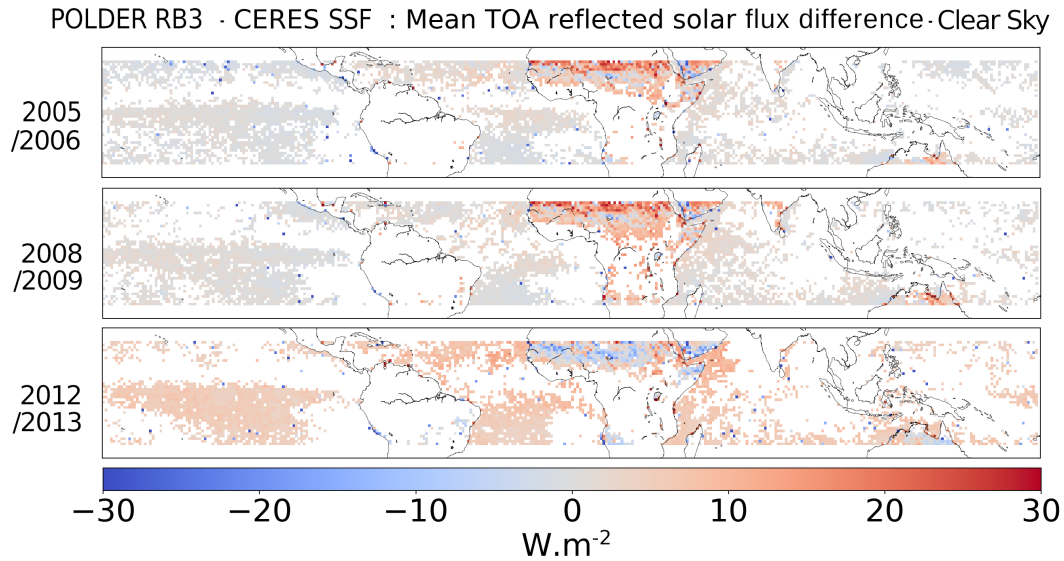 POLDER RB3 - CERES SSF : Mean TOA reflected solar flux difference - Clear Sky
2005
/2006
2008
/2009
2012
/2013
−30 −20 −10 0 10 20 30
W.m-2